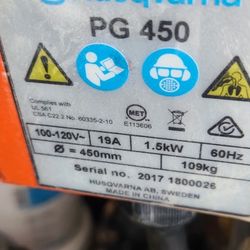 Husqvarna
PG 450
Complies with
UL 561
CSA C22.2 No. 60335-2-10
MET
E113606
100-120V~ 19A 1.5kW 60Hz
Ø = 450mm 109kg
Serial no. 2017 1800026
HUSQVARNA AB, SWEDEN
MADE IN CHINA